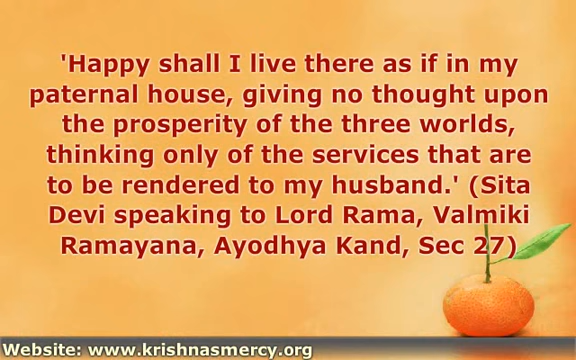 'Happy shall I live there as if in my
paternal house, giving no thought upon
the prosperity of the three worlds,
thinking only of the services that are
to be rendered to my husband.' (Sita
Devi speaking to Lord Rama, Valmiki
Ramayana, Ayodhya Kand, Sec 27)
Website: www.krishnasmercy.org